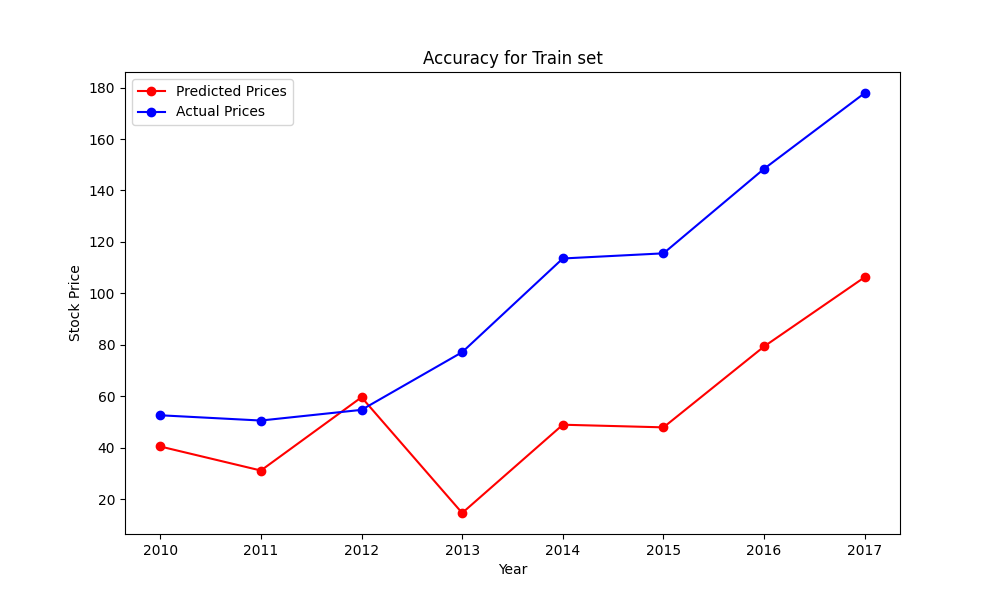 Accuracy for Train set
Predicted Prices
Actual Prices
180
160
140
120
100
80
60
40
20
Stock Price
2010 2011 2012 2013 2014 2015 2016 2017
Year